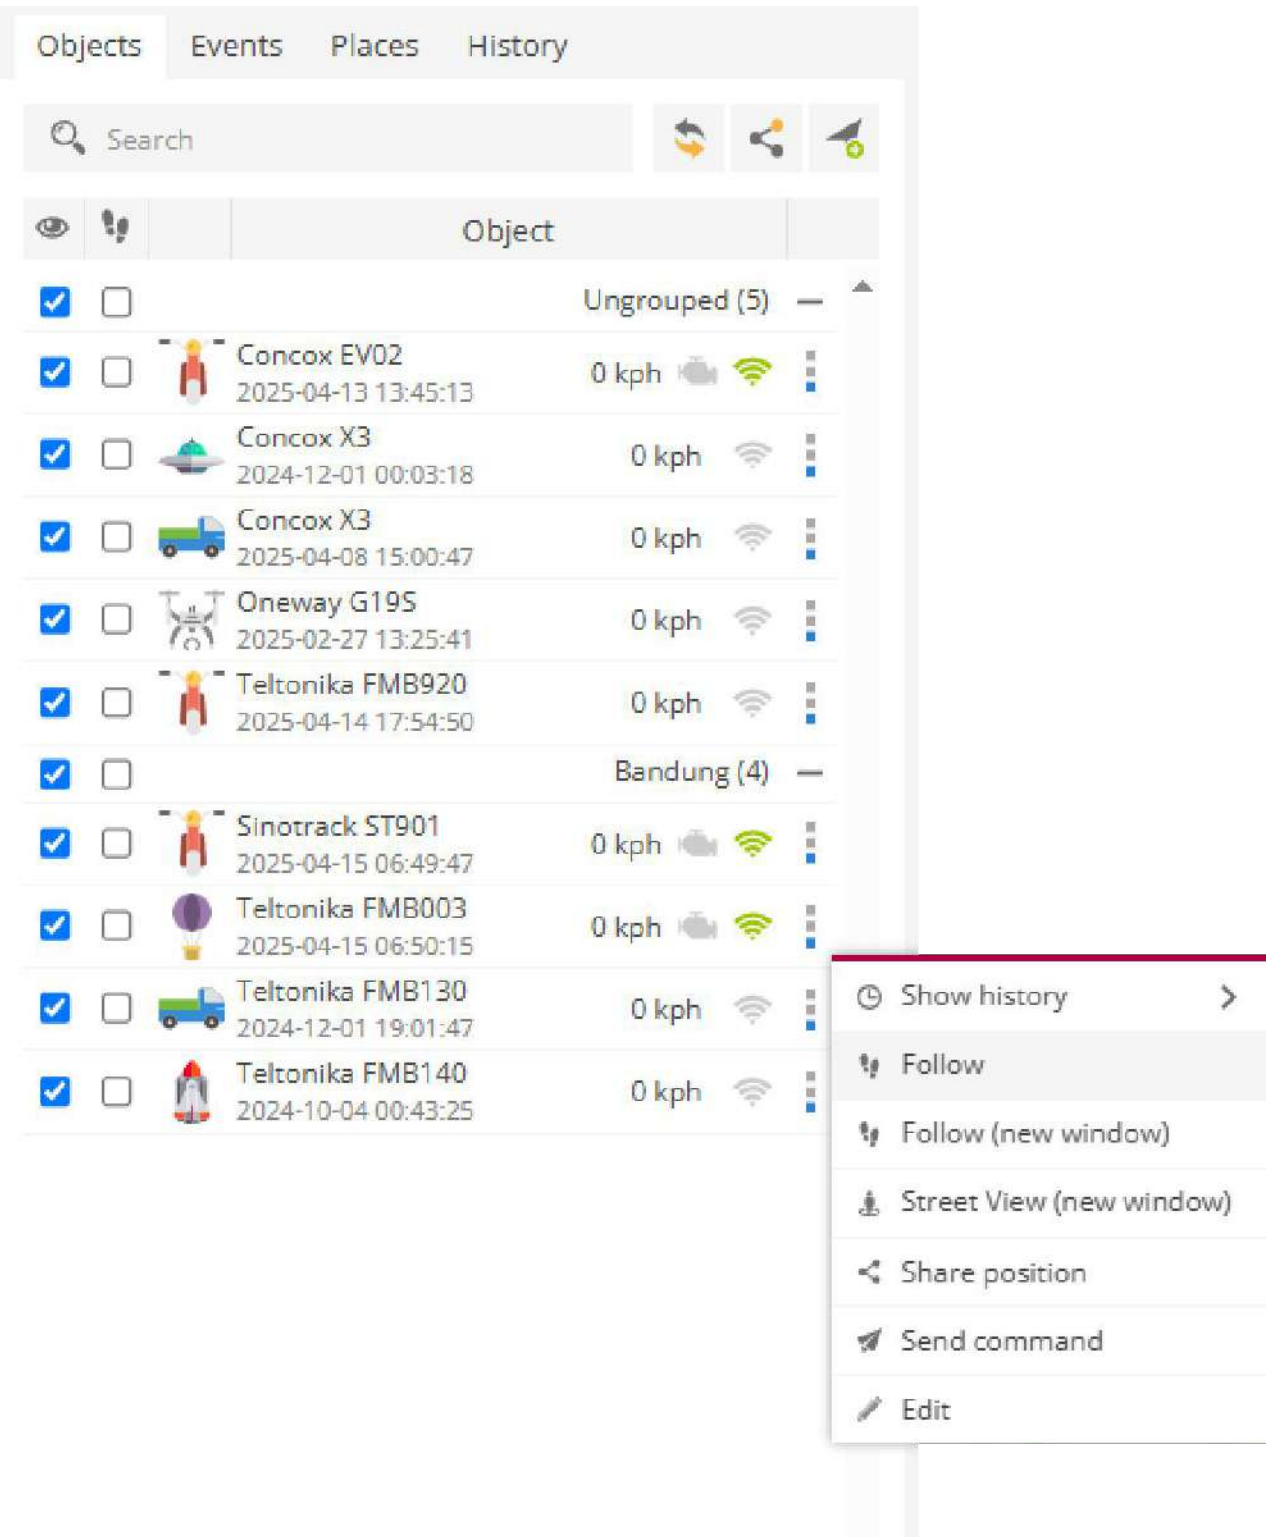 Objects Events Places History
Search
Object
Ungrouped (5)
Concox EV02
2025-04-13 13:45:13
0 kph
Concox X3
2024-12-01 00:03:18
0 kph
Concox X3
2025-04-08 15:00:47
0 kph
Oneway G19S
2025-02-27 13:25:41
0 kph
Teltonika FMB920
2025-04-14 17:54:50
0 kph
Bandung (4)
Sinotrack ST901
2025-04-15 06:49:47
0 kph
Teltonika FMB003
2025-04-15 06:50:15
0 kph
Teltonika FMB130
2024-12-01 19:01:47
0 kph
Teltonika FMB140
2024-10-04 00:43:25
0 kph
Show history
Follow
Follow (new window)
Street View (new window)
Share position
Send command
Edit